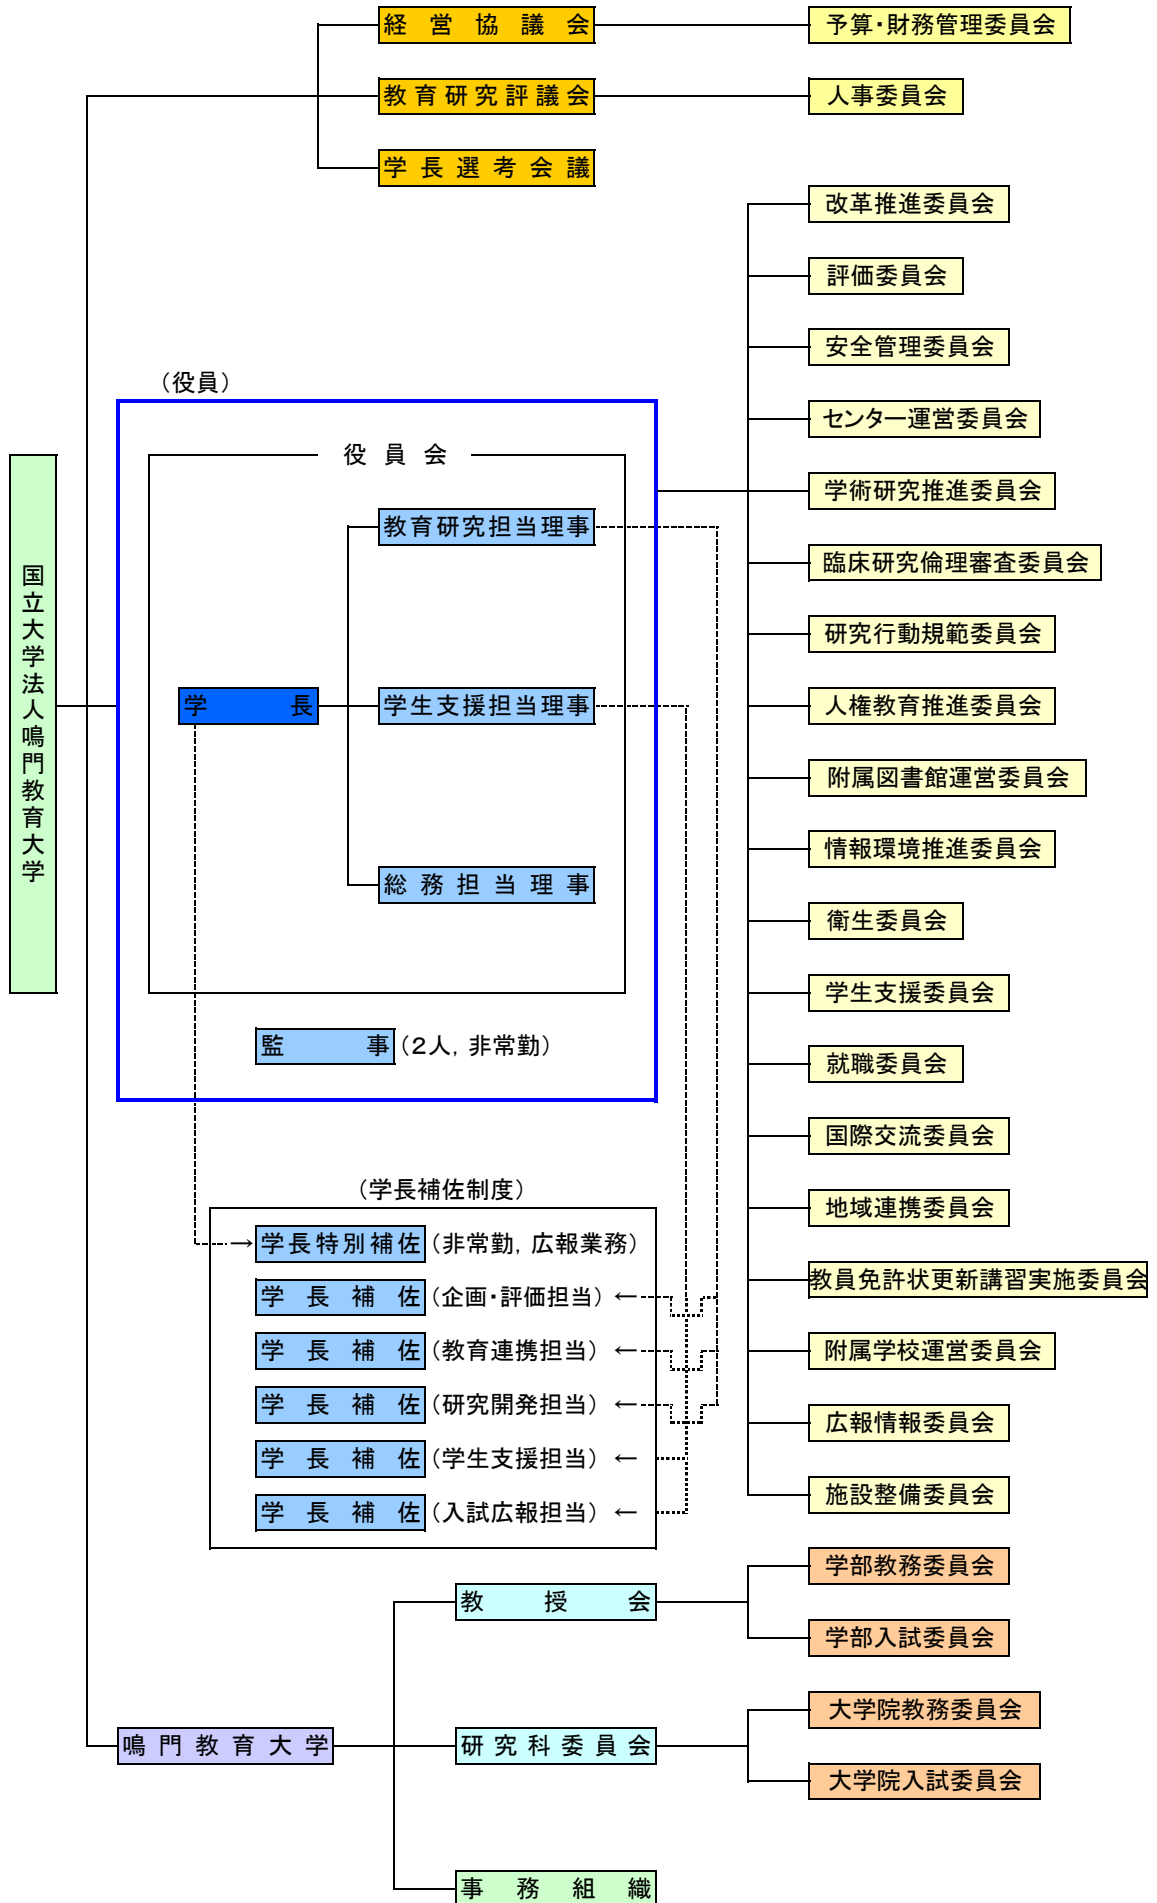 経営協議会
予算・財務管理委員会
教育研究評議会
人事委員会
学長選考会議
改革推進委員会
評価委員会
安全管理委員会
（役員）
センター運営委員会
役員会
国立大学法人鳴門教育大学
学術研究推進委員会
教育研究担当理事
臨床研究倫理審査委員会
研究行動規範委員会
学長
学生支援担当理事
人権教育推進委員会
附属図書館運営委員会
情報環境推進委員会
総務担当理事
衛生委員会
学生支援委員会
監事（2人，非常勤）
就職委員会
国際交流委員会
（学長補佐制度）
地域連携委員会
学長特別補佐（非常勤，広報業務）
教員免許状更新講習実施委員会
学長補佐（企画・評価担当）←
学長補佐（教育連携担当）←
附属学校運営委員会
学長補佐（研究開発担当）←
広報情報委員会
学長補佐（学生支援担当）←
施設整備委員会
学長補佐（入試広報担当）←
学部教務委員会
教授会
学部入試委員会
大学院教務委員会
鳴門教育大学
研究科委員会
大学院入試委員会
事務組織